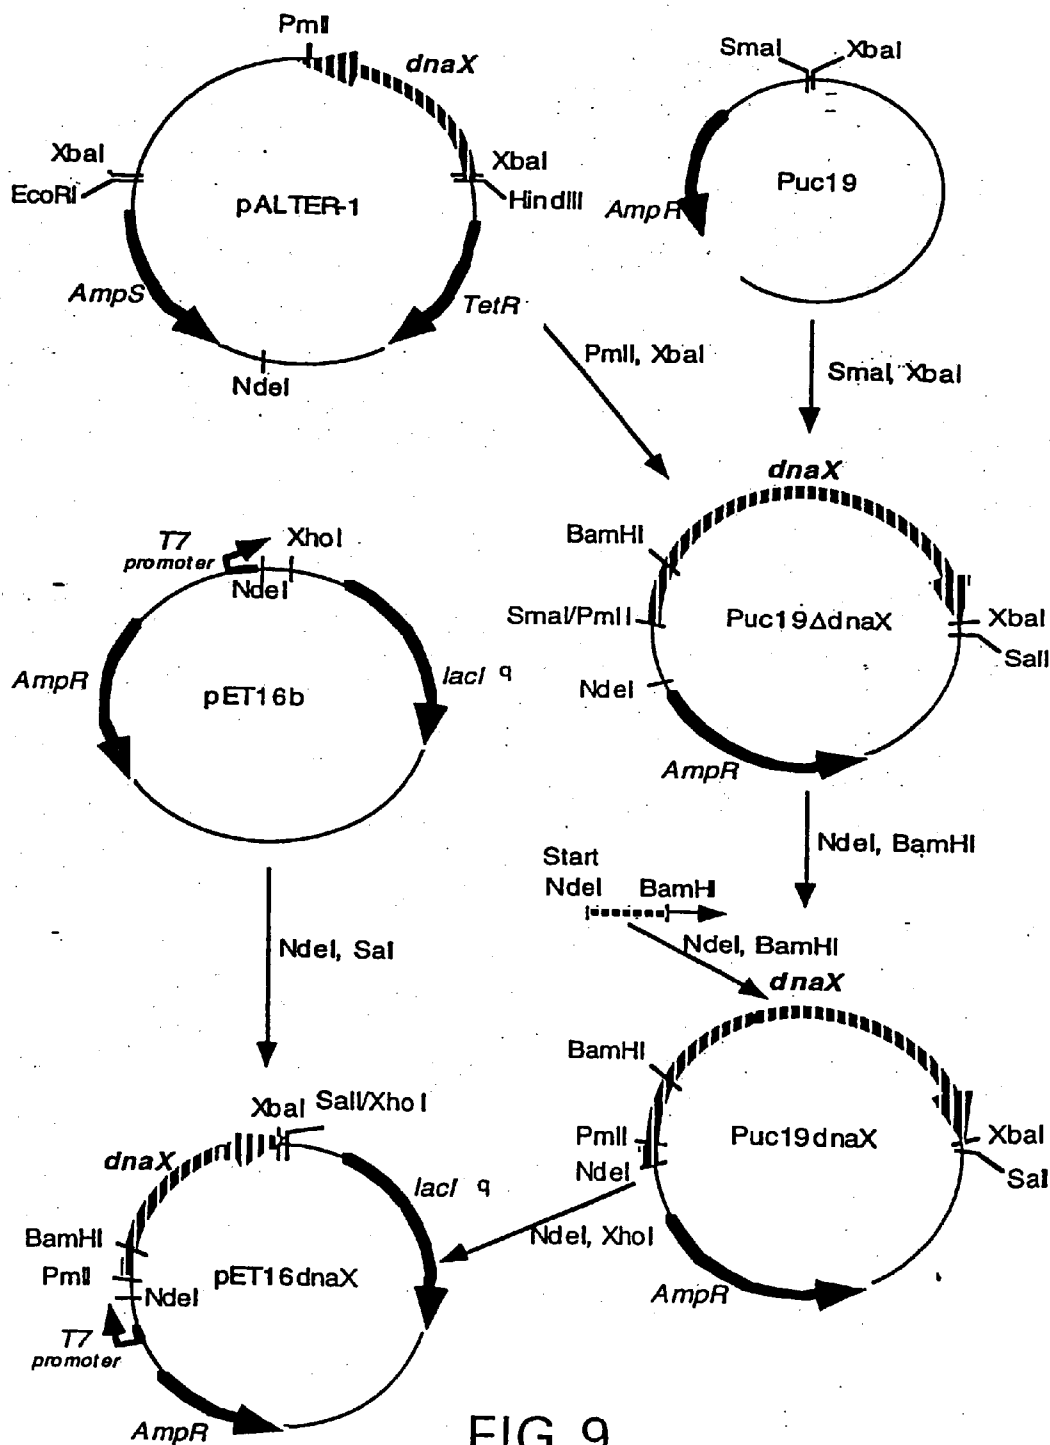 PmlI
dnaX
XbaI
EcoRI
pALTER-1
XbaI
HindIII
AmpS
TetR
NdeI
SmaI
XbaI
Puc19
AmpR
PmlI, XbaI
SmaI, XbaI
dnaX
BamHI
SmaI/PmlI
Puc19ΔdnaX
XbaI
SalI
NdeI
AmpR
T7
promoter
XhoI
NdeI
AmpR
pET16b
lacI q
NdeI, BamHI
Start
NdeI
BamHI
NdeI, BamHI
NdeI, SaI
dnaX
BamHI
PmlI
NdeI
Puc19dnaX
XbaI
SaI
AmpR
NdeI, XhoI
XbaI
SalI/XhoI
dnaX
lacI q
BamHI
PmlI
NdeI
pET16dnaX
T7
promoter
AmpR
FIG. 9